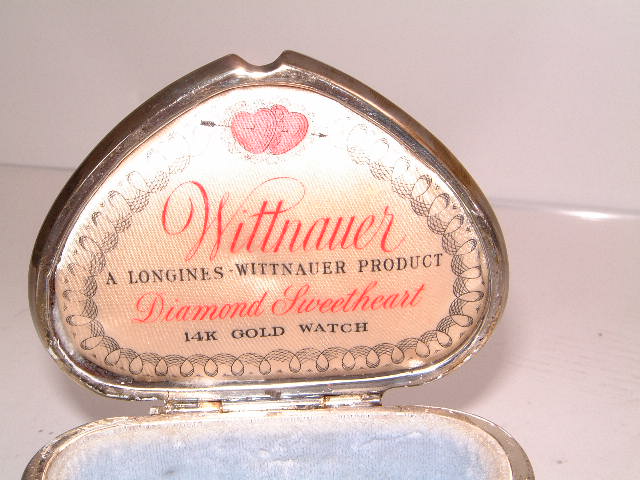 Wittnauer
A LONGINES-WITTNAUER PRODUCT
Diamond Sweetheart
14K GOLD WATCH